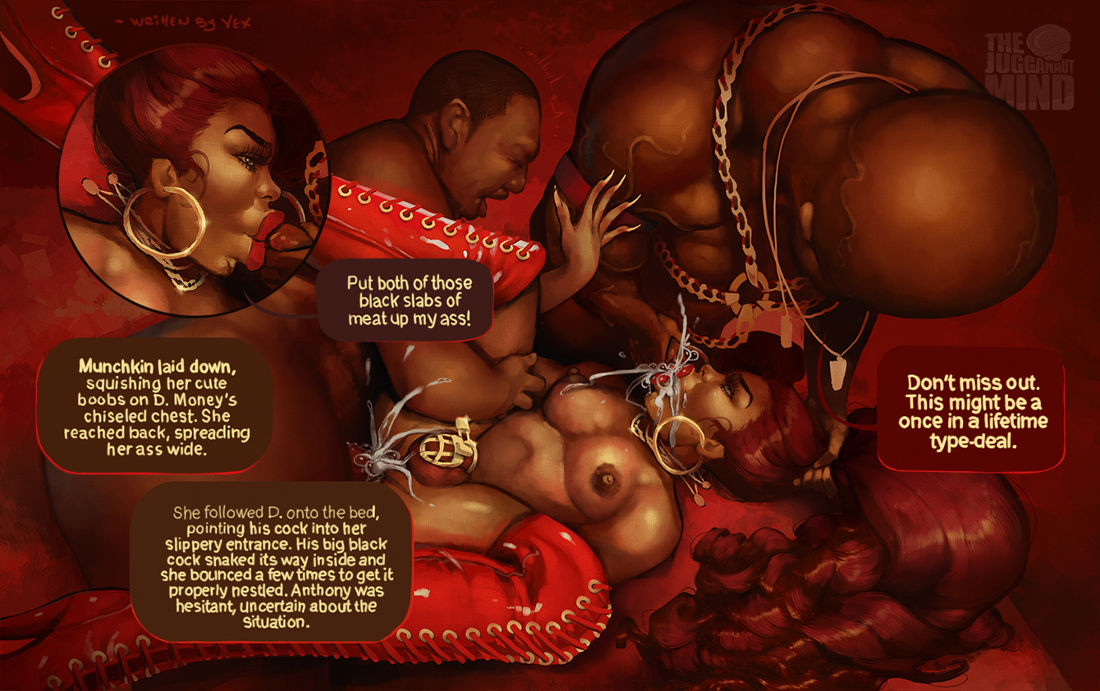 - WRITTEN BY YEX
THE
JUGGANAUT
MIND
Put both of those
black slabs of
meat up my ass!
Munchkin laid down,
squishing her cute
boobs on D. Money's
chiseled chest. She
reached back, spreading
her ass wide.
Don't miss out.
This might be a
once in a lifetime
type-deal.
She followed D. onto the bed,
pointing his cock into her
slippery entrance. His big black
cock snaked its way inside and
she bounced a few times to get it
properly nestled. Anthony was
hesitant, uncertain about the
situation.